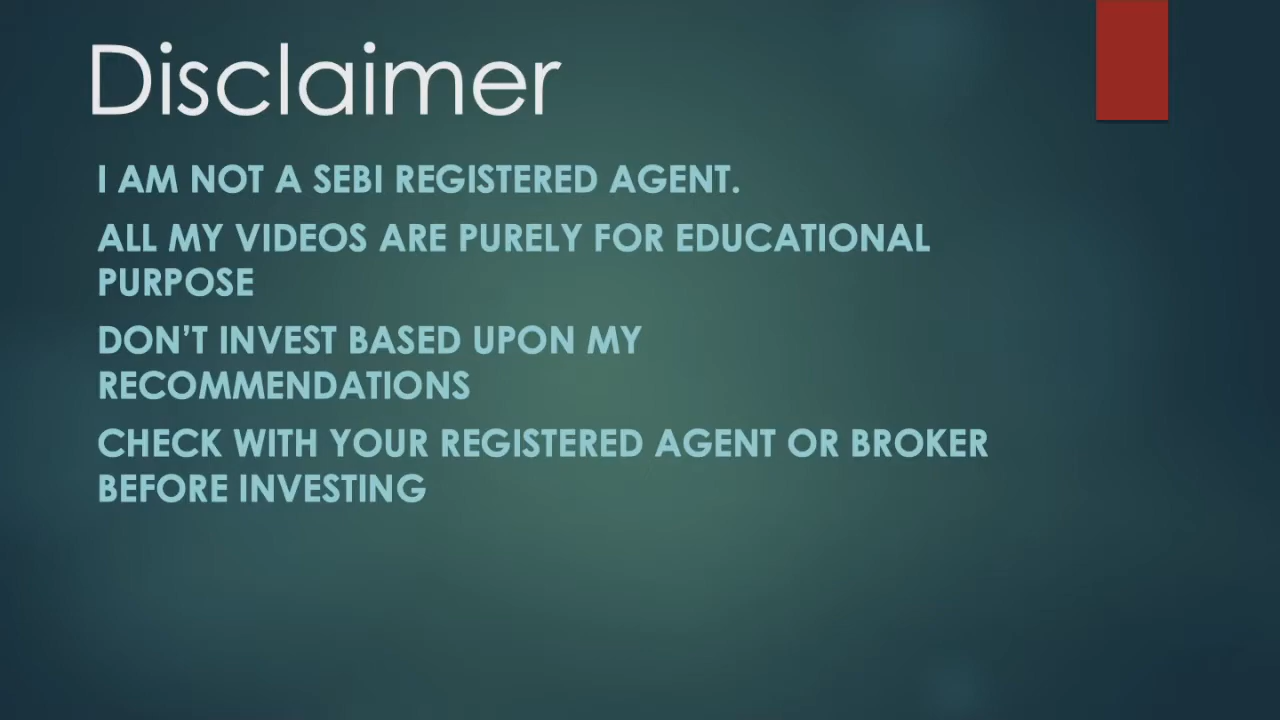 Disclaimer
I AM NOT A SEBI REGISTERED AGENT.
ALL MY VIDEOS ARE PURELY FOR EDUCATIONAL
PURPOSE
DON’T INVEST BASED UPON MY
RECOMMENDATIONS
CHECK WITH YOUR REGISTERED AGENT OR BROKER
BEFORE INVESTING